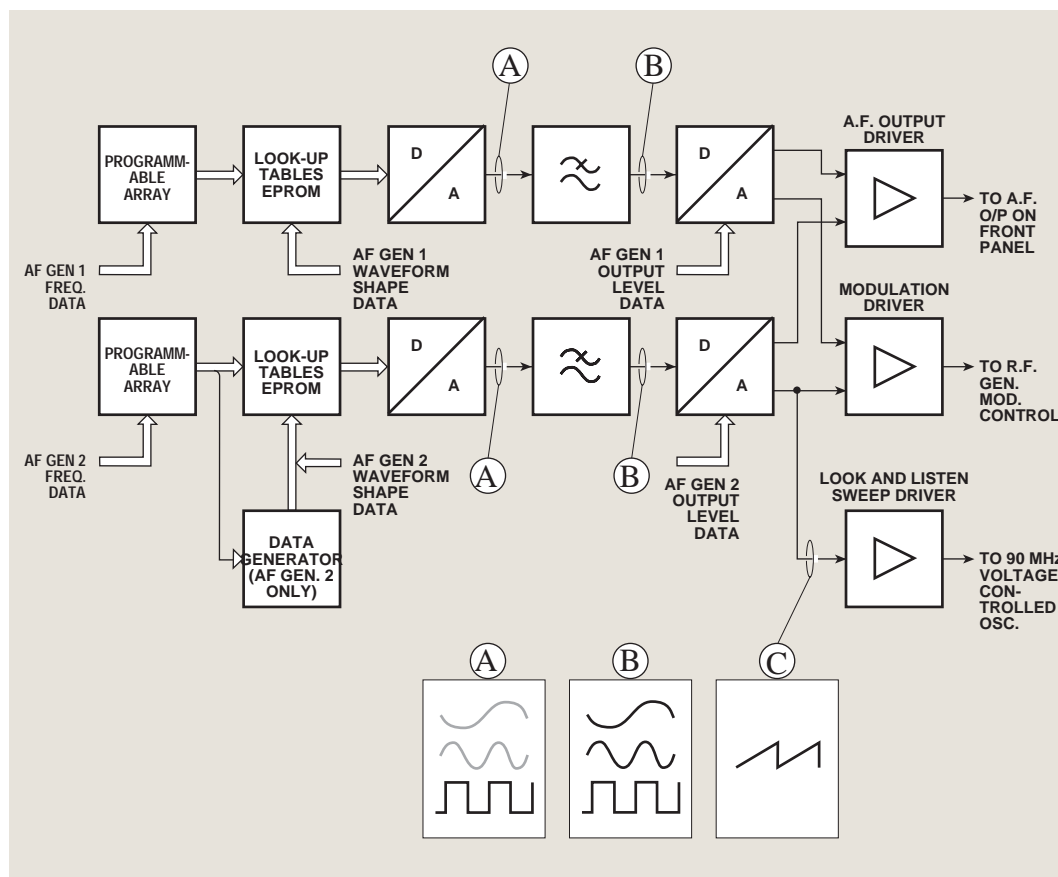 A
B
A.F. OUTPUT
DRIVER
PROGRAMM-
ABLE
ARRAY
LOOK-UP
TABLES
EPROM
D
A
D
A
TO A.F.
O/P ON
FRONT
PANEL
AF GEN 1
FREQ.
DATA
AF GEN 1
WAVEFORM
SHAPE
DATA
AF GEN 1
OUTPUT
LEVEL
DATA
MODULATION
DRIVER
PROGRAMM-
ABLE
ARRAY
LOOK-UP
TABLES
EPROM
D
A
D
A
TO R.F.
GEN.
MOD.
CONTROL
AF GEN 2
FREQ.
DATA
AF GEN 2
WAVEFORM
SHAPE
DATA
A
B
AF GEN 2
OUTPUT
LEVEL
DATA
LOOK AND LISTEN
SWEEP DRIVER
DATA
GENERATOR
(AF GEN. 2
ONLY)
TO 90 MHz
VOLTAGE
CON-
TROLLED
OSC.
A
B
C